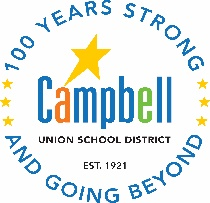 100 YEARS STRONG
Campbell
UNION SCHOOL DISTRICT
EST. 1921
AND GOING BEYOND